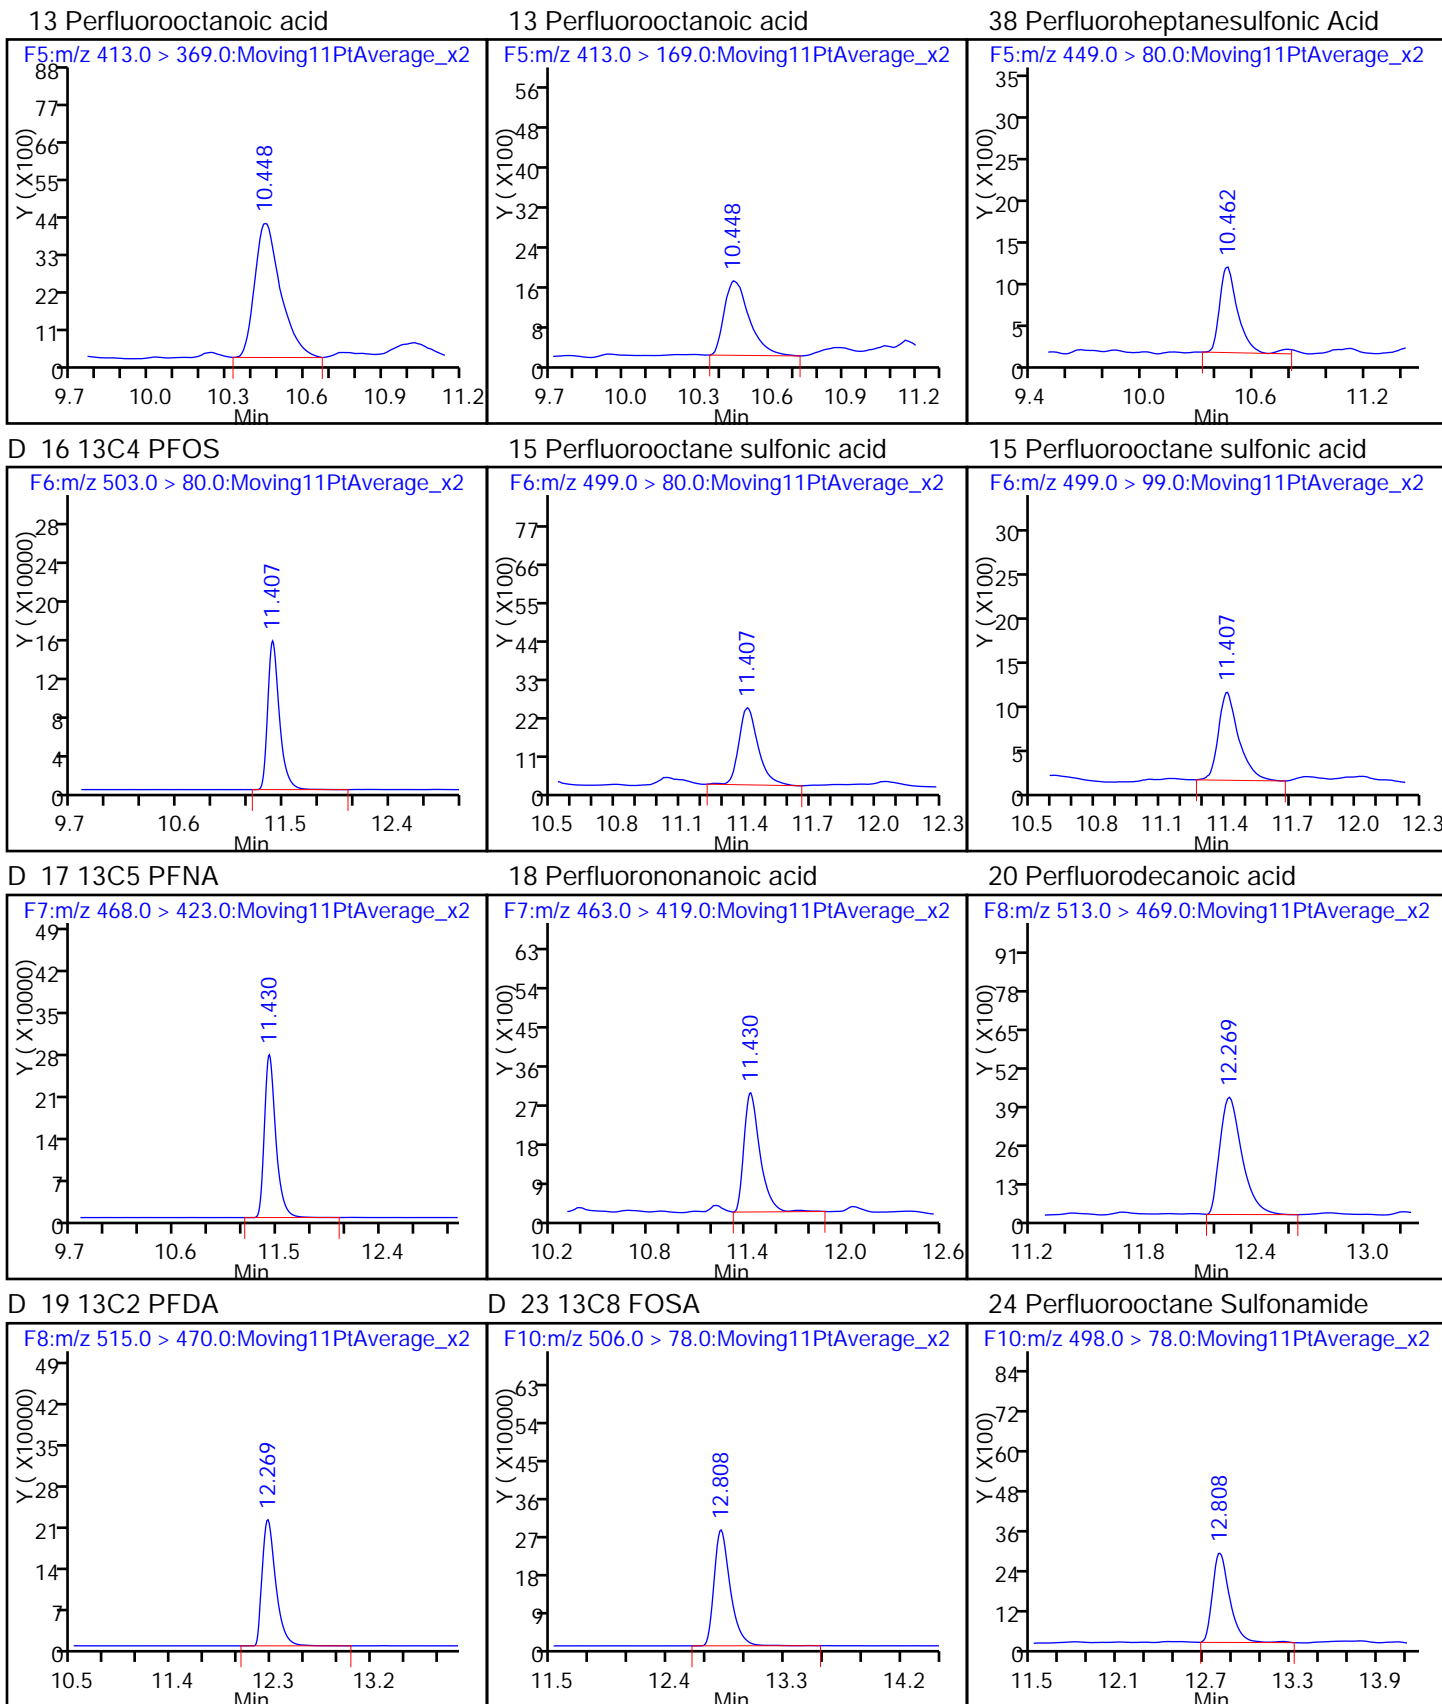 13 Perfluorooctanoic acid
F5:m/z 413.0 > 369.0:Moving11PtAverage_x2
Y ( X100)
88
77
66
55
44
33
22
11
0
10.448
9.7 10.0 10.3 10.6 10.9 11.2
Min
13 Perfluorooctanoic acid
F5:m/z 413.0 > 169.0:Moving11PtAverage_x2
Y ( X100)
56
48
40
32
24
16
8
0
10.448
9.7 10.0 10.3 10.6 10.9 11.2
Min
38 Perfluoroheptanesulfonic Acid
F5:m/z 449.0 > 80.0:Moving11PtAverage_x2
Y ( X100)
35
30
25
20
15
10
5
0
10.462
9.4 10.0 10.6 11.2
Min
D 16 13C4 PFOS
F6:m/z 503.0 > 80.0:Moving11PtAverage_x2
Y ( X10000)
28
24
20
16
12
8
4
0
11.407
9.7 10.6 11.5 12.4
Min
15 Perfluorooctane sulfonic acid
F6:m/z 499.0 > 80.0:Moving11PtAverage_x2
Y ( X100)
77
66
55
44
33
22
11
0
11.407
10.5 10.8 11.1 11.4 11.7 12.0 12.3
Min
15 Perfluorooctane sulfonic acid
F6:m/z 499.0 > 99.0:Moving11PtAverage_x2
Y ( X100)
30
25
20
15
10
5
0
11.407
10.5 10.8 11.1 11.4 11.7 12.0 12.3
Min
D 17 13C5 PFNA
F7:m/z 468.0 > 423.0:Moving11PtAverage_x2
Y ( X10000)
49
42
35
28
21
14
7
0
11.430
9.7 10.6 11.5 12.4
Min
18 Perfluorononanoic acid
F7:m/z 463.0 > 419.0:Moving11PtAverage_x2
Y ( X100)
63
54
45
36
27
18
9
0
11.430
10.2 10.8 11.4 12.0 12.6
Min
20 Perfluorodecanoic acid
F8:m/z 513.0 > 469.0:Moving11PtAverage_x2
Y ( X100)
91
78
65
52
39
26
13
0
12.269
11.2 11.8 12.4 13.0
Min
D 19 13C2 PFDA
F8:m/z 515.0 > 470.0:Moving11PtAverage_x2
Y ( X10000)
49
42
35
28
21
14
7
0
12.269
10.5 11.4 12.3 13.2
Min
D 23 13C8 FOSA
F10:m/z 506.0 > 78.0:Moving11PtAverage_x2
Y ( X10000)
63
54
45
36
27
18
9
0
12.808
11.5 12.4 13.3 14.2
Min
24 Perfluorooctane Sulfonamide
F10:m/z 498.0 > 78.0:Moving11PtAverage_x2
Y ( X100)
84
72
60
48
36
24
12
0
12.808
11.5 12.1 12.7 13.3 13.9
Min